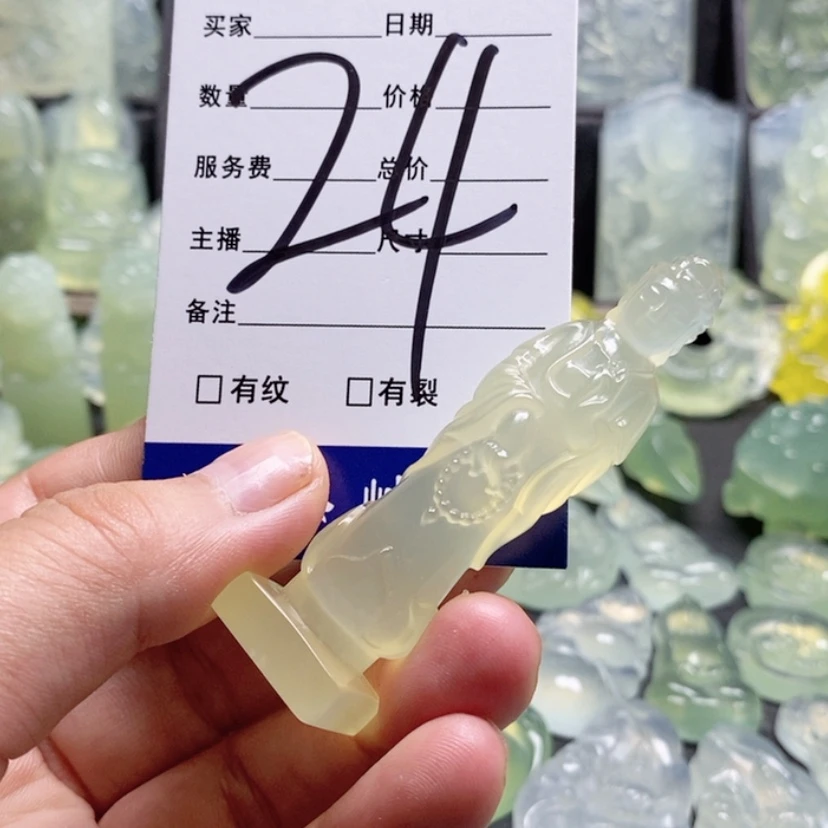 买家 日期
数量 价格
24
服务费 总价
主播 尺寸
备注
有纹 有裂